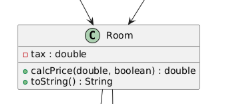 C Room
tax : double
calcPrice(double, boolean) : double
toString() : String